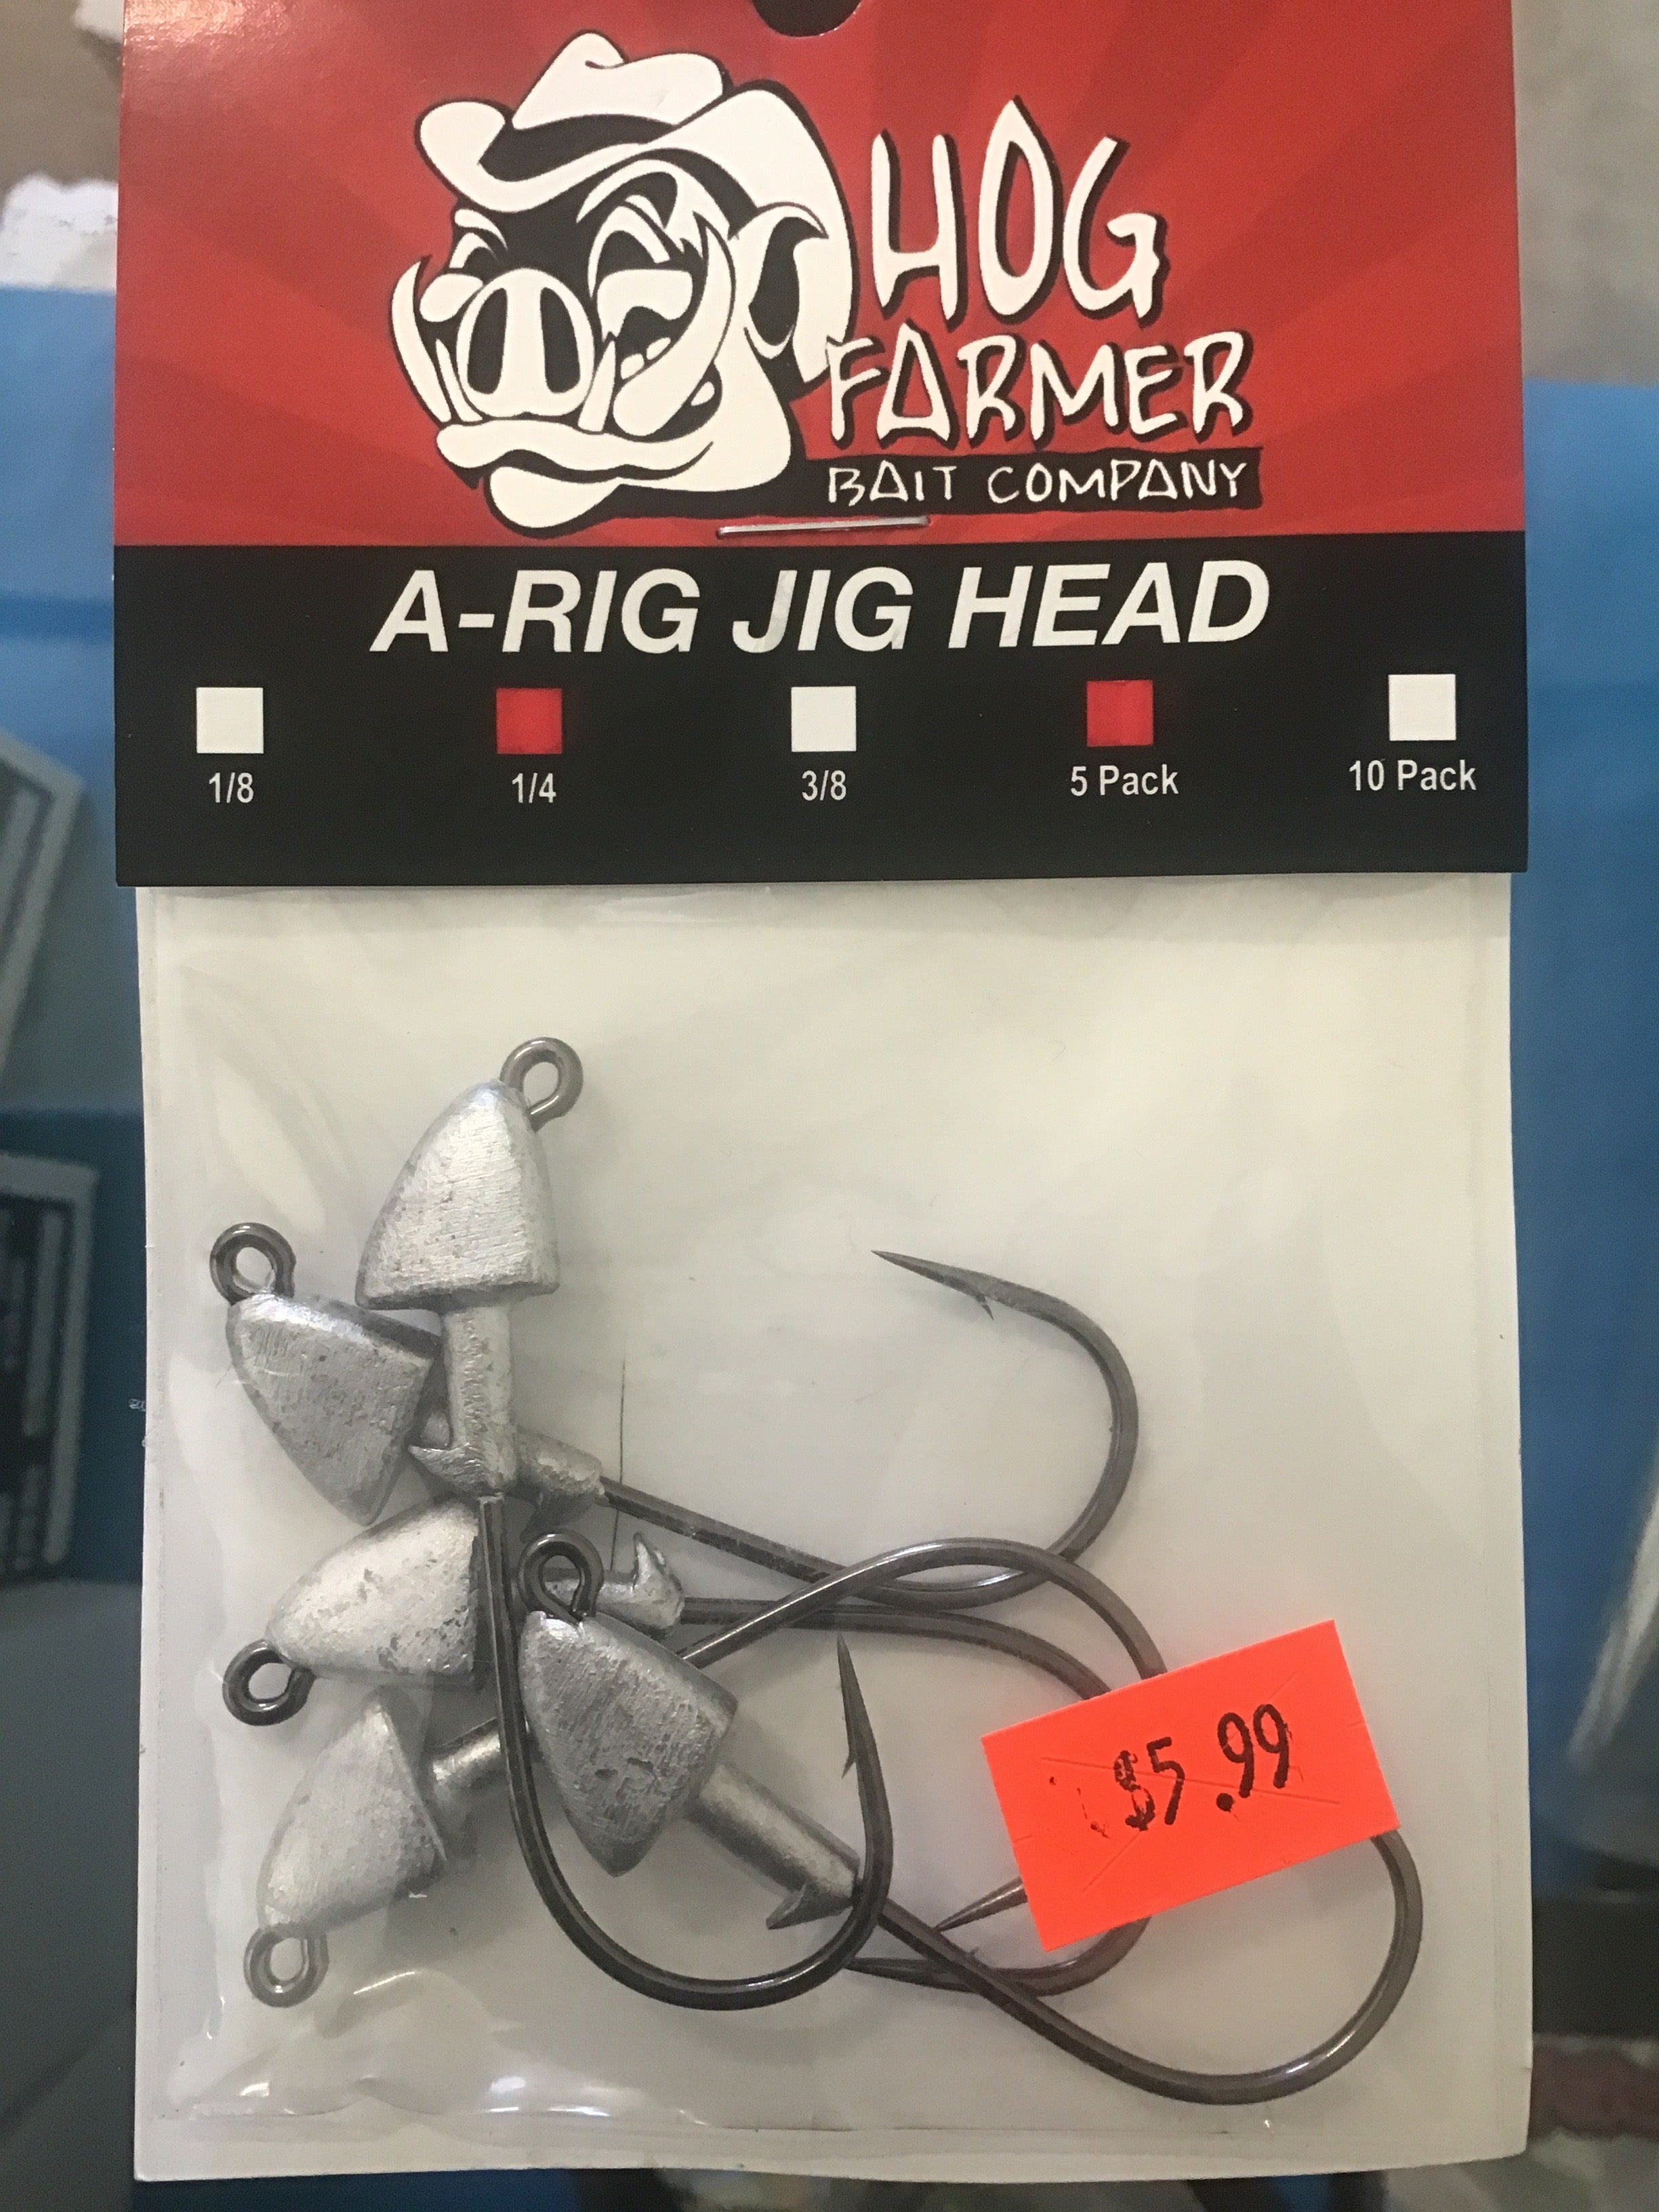 HOG
FARMER
BAIT COMPANY
A-RIG JIG HEAD
1/8 1/4 3/8 5 Pack 10 Pack
$5.99